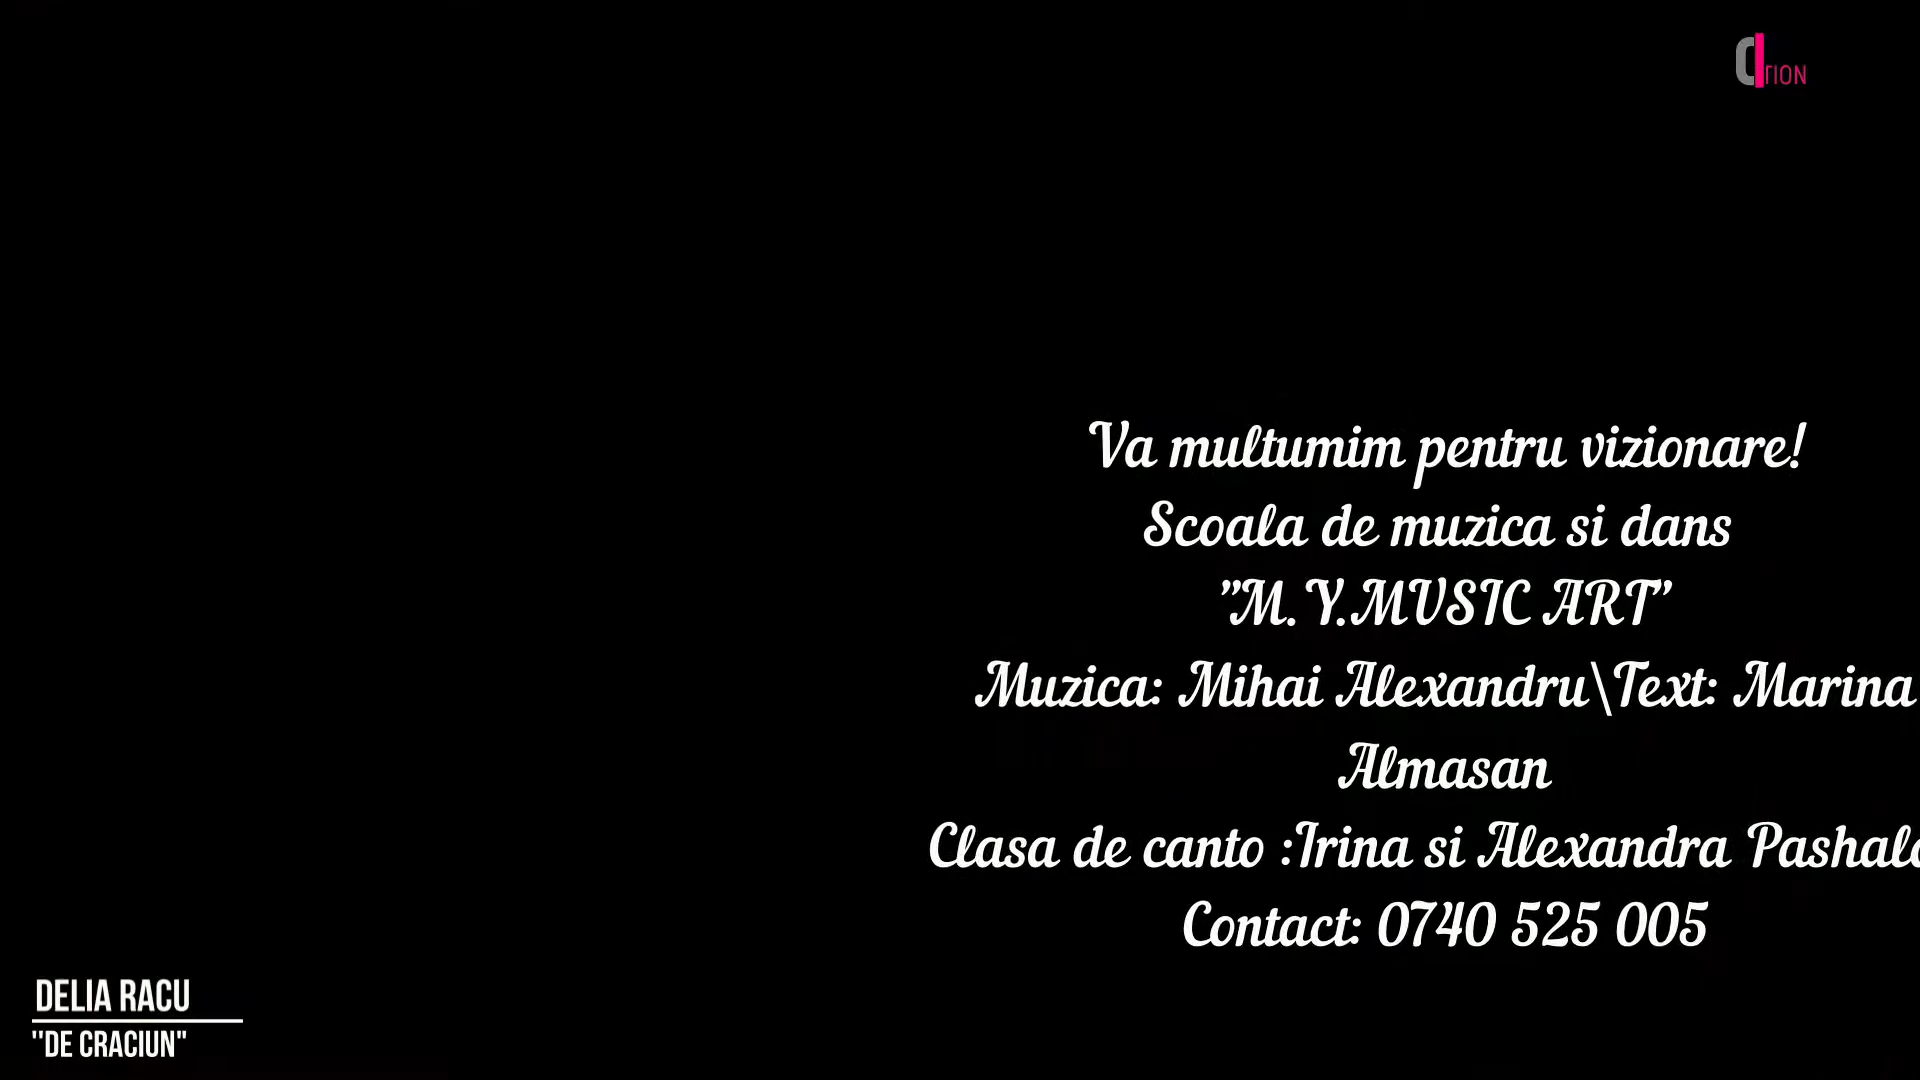 TION
Va multumim pentru vizionare!
Scoala de muzica si dans
"M.Y.MUSIC ART"
Muzica: Mihai Alexandru\Text: Marina
Almasan
Clasa de canto :Irina si Alexandra
Contact: 0740 525 005
DELIA RACU
"DE CRACIUN"